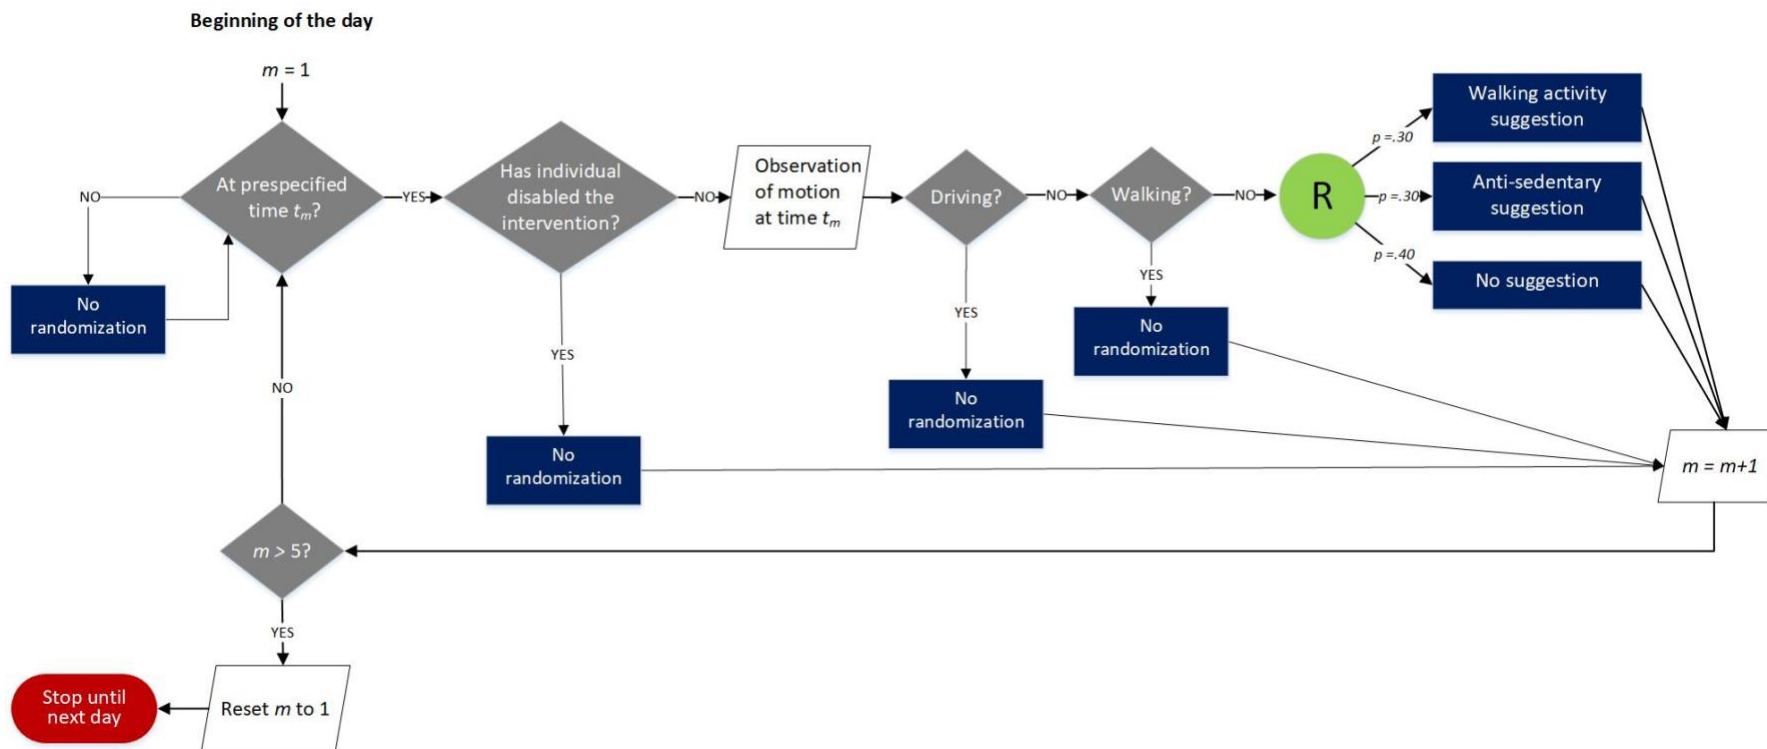 Beginning of the day
m = 1
At prespecified
time tm?
NO
No
randomization
YES
Has individual
disabled the
intervention?
YES
No
randomization
NO
Observation
of motion
at time tm
Driving?
YES
No
randomization
NO
Walking?
YES
No
randomization
NO
R
p =.30
Walking activity
suggestion
p =.30
Anti-sedentary
suggestion
p =.40
No suggestion
m = m+1
m > 5?
NO
YES
Reset m to 1
Stop until
next day